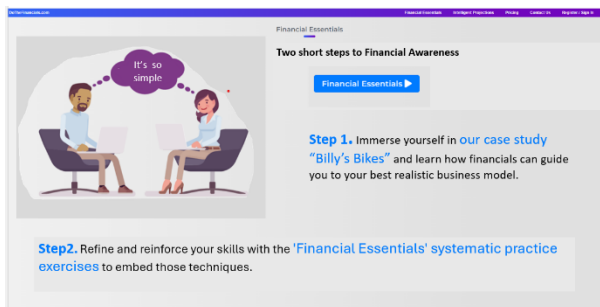 BetterFinancials.com
Financial Essentials Intelligent Projections Pricing Contact Us Register / Sign In
Financial Essentials
Two short steps to Financial Awareness
It's so
simple
Financial Essentials
Step 1. Immerse yourself in our case study
"Billy's Bikes" and learn how financials can guide
you to your best realistic business model.
Step2. Refine and reinforce your skills with the 'Financial Essentials' systematic practice
exercises to embed those techniques.